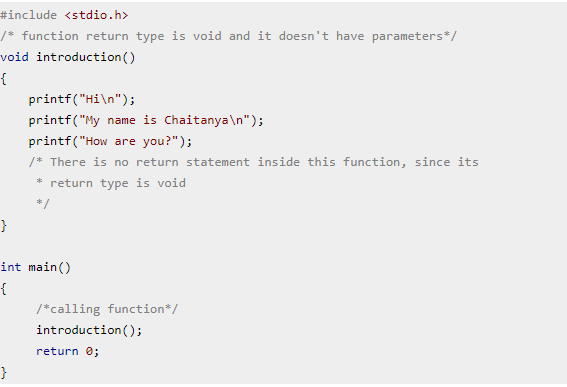 #include <stdio.h>
/* function return type is void and it doesn't have parameters*/
void introduction()
{
    printf("Hi\n");
    printf("My name is Chaitanya\n");
    printf("How are you?");
    /* There is no return statement inside this function, since its
     * return type is void
     */
}

int main()
{
     /*calling function*/
     introduction();
     return 0;
}